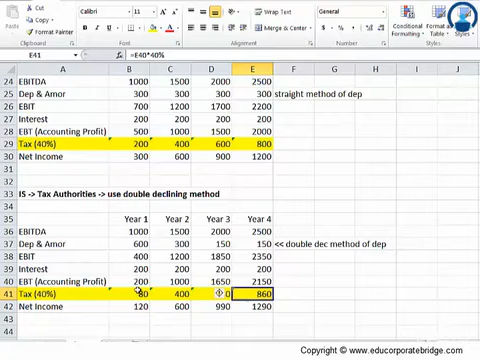 Cut
Copy
Paste
Format Painter
Calibri 11
Wrap Text
Merge & Center
General
Conditional Formatting
Format as Table
Cell Styles
Clipboard
Font
Alignment
Number
E41 fx =E40*40%
A B C D E F G H I J
24 EBITDA 1000 1500 2000 2500
25 Dep & Amor 300 300 300 300 straight method of dep
26 EBIT 700 1200 1700 2200
27 Interest 200 200 200 200
28 EBT (Accounting Profit) 500 1000 1500 2000
29 Tax (40%) 200 400 600 800
30 Net Income 300 600 900 1200
31
32
33 IS -> Tax Authorities -> use double declining method
34
35 Year 1 Year 2 Year 3 Year 4
36 EBITDA 1000 1500 2000 2500
37 Dep & Amor 600 300 150 150 << double dec method of dep
38 EBIT 400 1200 1850 2350
39 Interest 200 200 200 200
40 EBT (Accounting Profit) 200 1000 1650 2150
41 Tax (40%) 80 400 0 860
42 Net Income 120 600 990 1290
43
44
Copyright © www.educorporatebridge.com